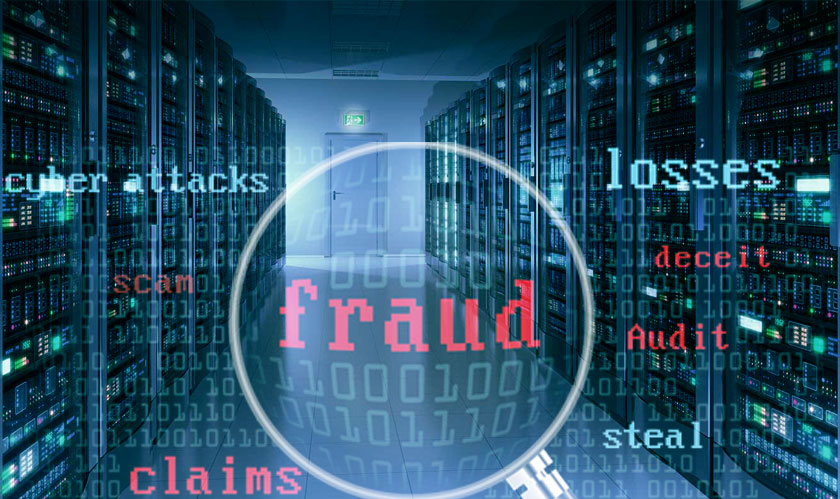 cyber attacks
losses
deceit
scam
fraud
Audit
steal
claims